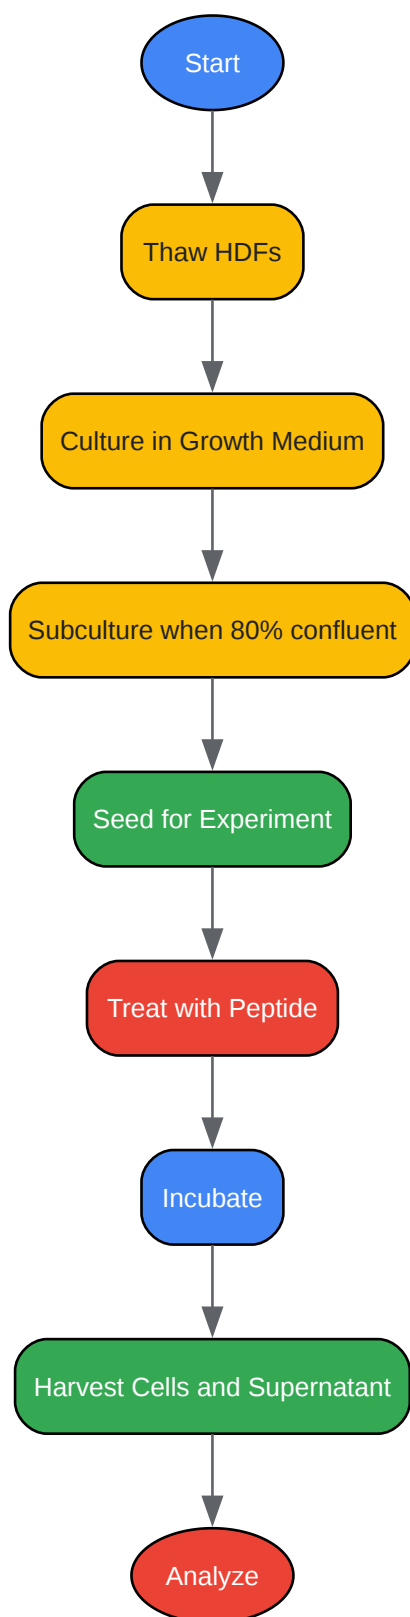 Start
Thaw HDFs
Culture in Growth Medium
Subculture when 80% confluent
Seed for Experiment
Treat with Peptide
Incubate
Harvest Cells and Supernatant
Analyze